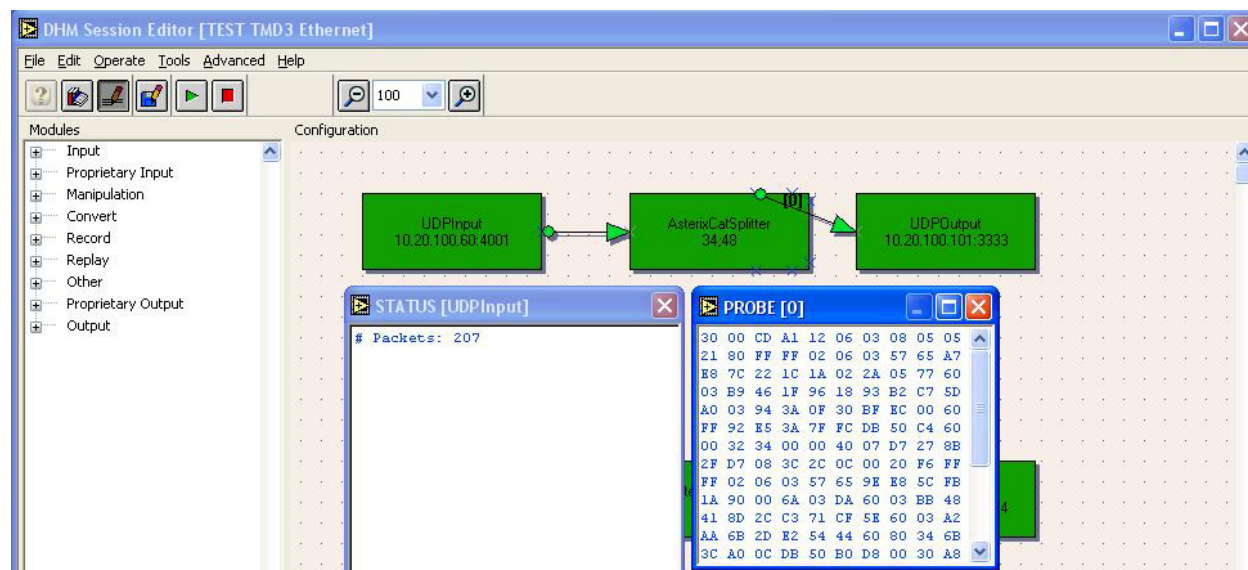 DHM Session Editor [TEST TMD3 Ethernet]
File Edit Operate Tools Advanced Help
100
Modules
Configuration
Input
Proprietary Input
Manipulation
Convert
Record
Replay
Other
Proprietary Output
Output
UDPInput
10.20.100.60:4001
[0]
AsterixCatSplitter
34;48
UDPOutput
10.20.100.101:3333
STATUS [UDPInput]
# Packets: 207
PROBE [0]
30 00 CD A1 12 06 03 08 05 05
21 80 FF FF 02 06 03 57 65 A7
E8 7C 22 1C 1A 02 2A 05 77 60
03 B9 46 1F 96 18 93 B2 C7 5D
A0 03 94 3A 0F 30 BF EC 00 60
FF 92 E5 3A 7F FC DB 50 C4 60
00 32 34 00 00 40 07 D7 27 8B
2F D7 08 3C 2C 0C 00 20 F6 FF
FF 02 06 03 57 65 9E E8 5C FB
1A 90 00 6A 03 DA 60 03 BB 48
41 8D 2C C3 71 CF 5E 60 03 A2
AA 6B 2D E2 54 44 60 80 34 6B
3C A0 0C DB 50 B0 D8 00 30 A8
4